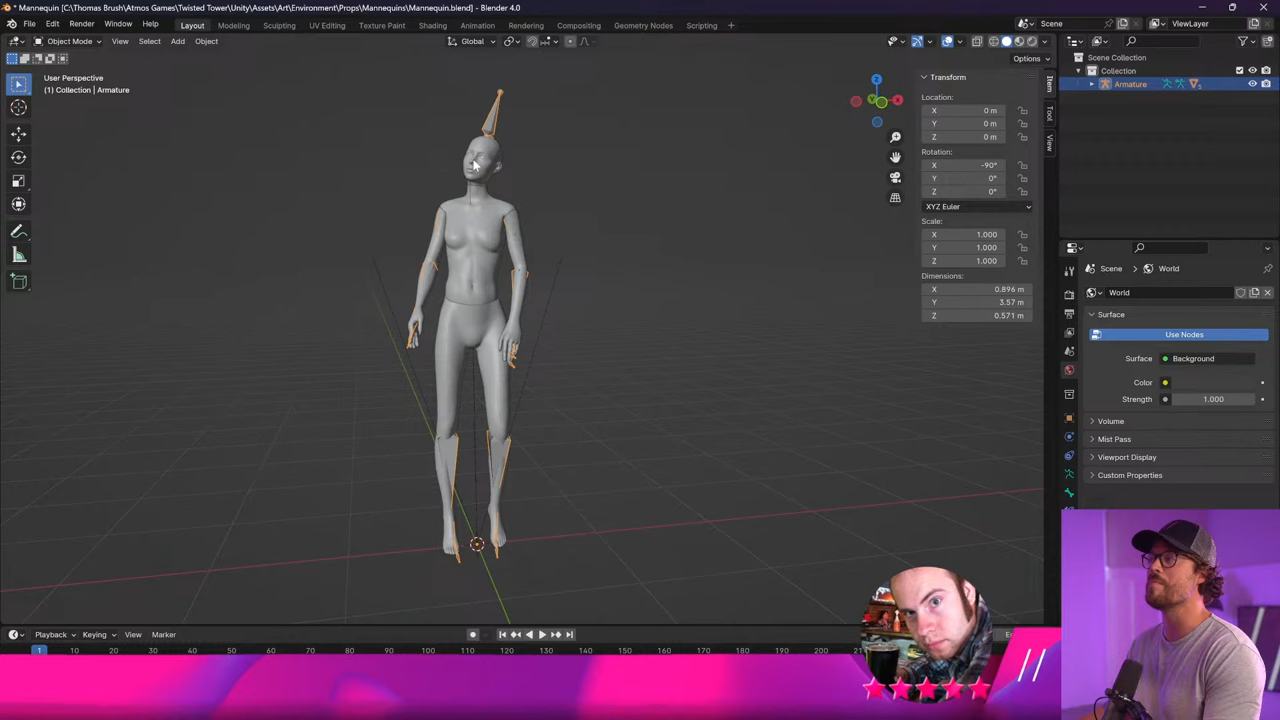 * Mannequin [C:\Thomas Brush\Atmos Games\Twisted Tower\Unity\Assets\Art\Environment\Props\Mannequins\Mannequin.blend] - Blender 4.0
File Edit Render Window Help Layout Modeling Sculpting UV Editing Texture Paint Shading Animation Rendering Compositing Geometry Nodes Scripting + Scene ViewLayer
Object Mode View Select Add Object Global
Options
User Perspective
(1) Collection | Armature
Z
X
Y
Transform
Location:
X 0 m
Y 0 m
Z 0 m
Rotation:
X -90°
Y 0°
Z 0°
XYZ Euler
Scale:
X 1.000
Y 1.000
Z 1.000
Dimensions:
X 0.896 m
Y 3.57 m
Z 0.571 m
Item
Tool
View
Scene Collection
Collection
Armature
5
Scene > World
World
Surface
Use Nodes
Surface Background
Color
Strength 1.000
Volume
Mist Pass
Viewport Display
Custom Properties
Playback Keying View Marker
1 10 20 30 40 50 60 70 80 90 100 110 120 130 140 150 160 170
//